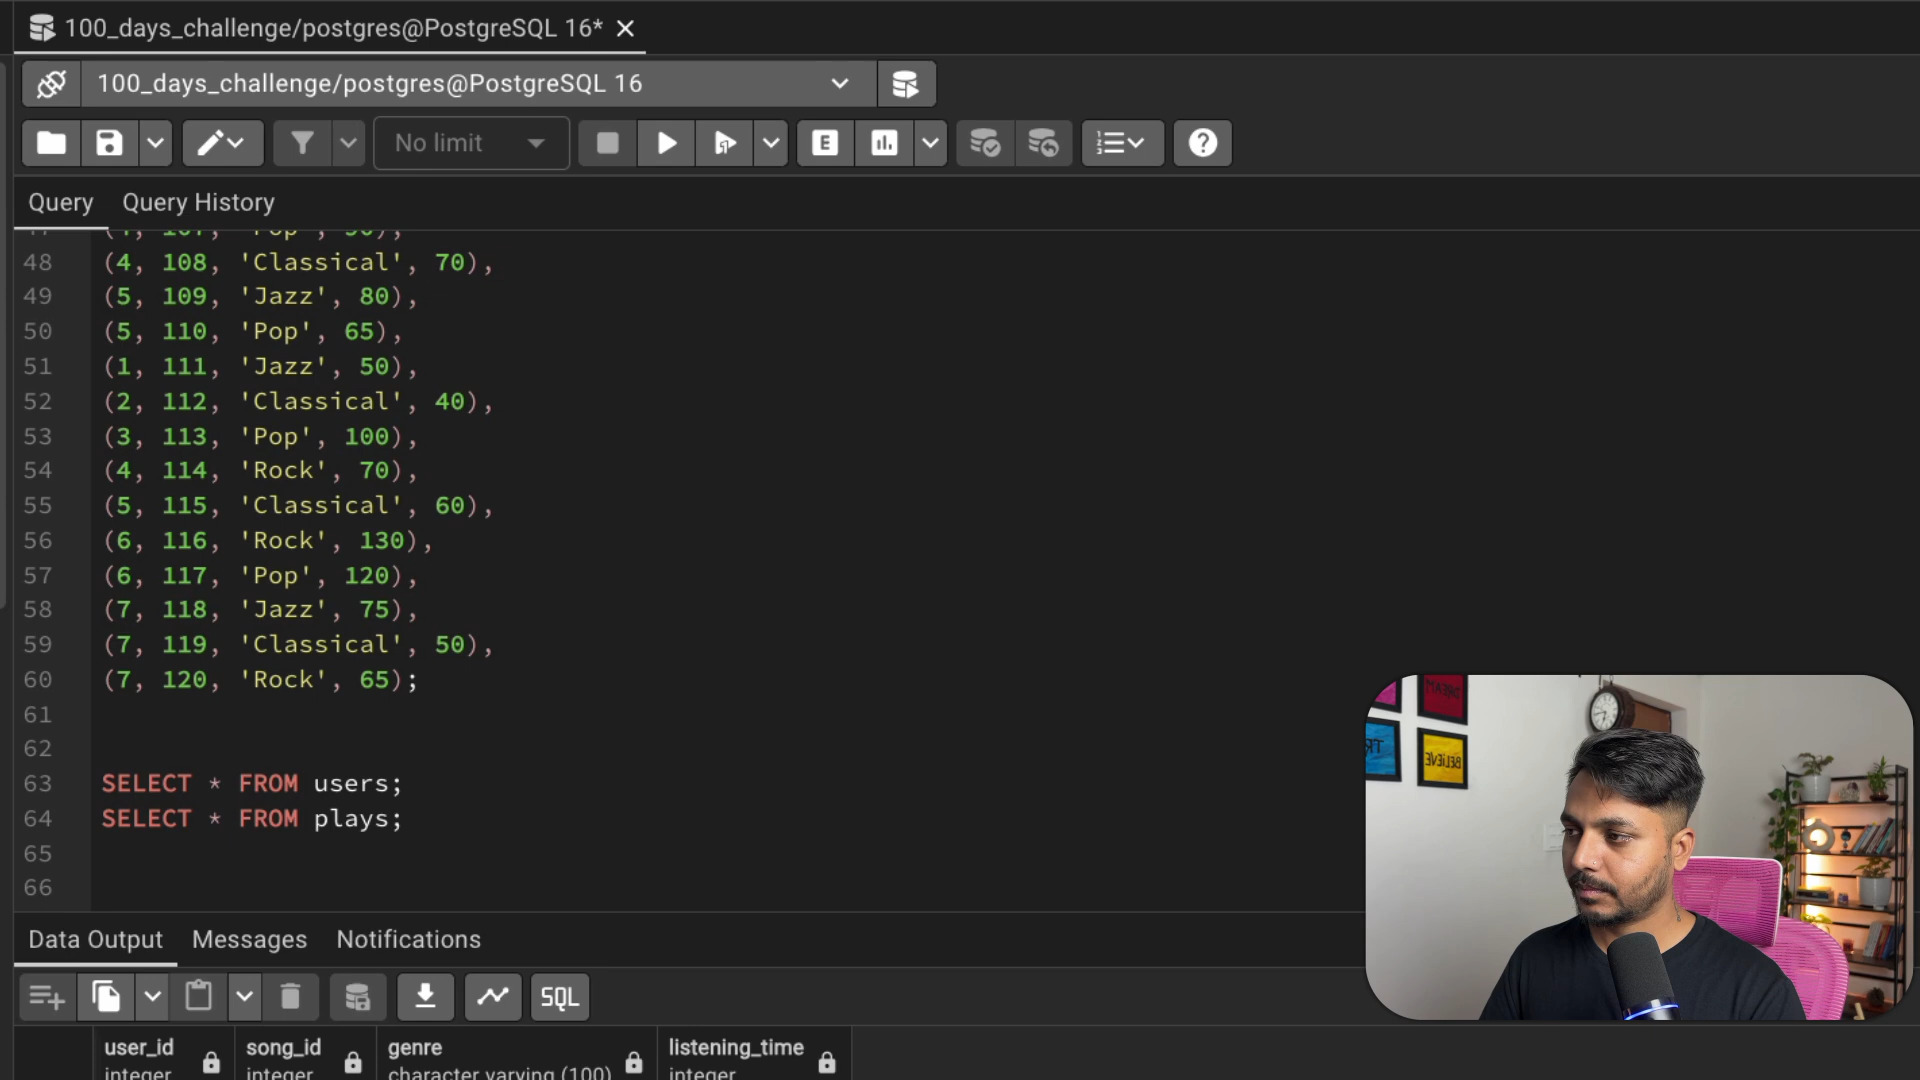 100_days_challenge/postgres@PostgreSQL 16*
100_days_challenge/postgres@PostgreSQL 16
No limit
E
Query Query History
48 (4, 108, 'Classical', 70),
49 (5, 109, 'Jazz', 80),
50 (5, 110, 'Pop', 65),
51 (1, 111, 'Jazz', 50),
52 (2, 112, 'Classical', 40),
53 (3, 113, 'Pop', 100),
54 (4, 114, 'Rock', 70),
55 (5, 115, 'Classical', 60),
56 (6, 116, 'Rock', 130),
57 (6, 117, 'Pop', 120),
58 (7, 118, 'Jazz', 75),
59 (7, 119, 'Classical', 50),
60 (7, 120, 'Rock', 65);
61
62
63 SELECT * FROM users;
64 SELECT * FROM plays;
65
66
DREAM
BELIEVE
Data Output Messages Notifications
SQL
user_id song_id genre listening_time
integer integer character varying (100) integer